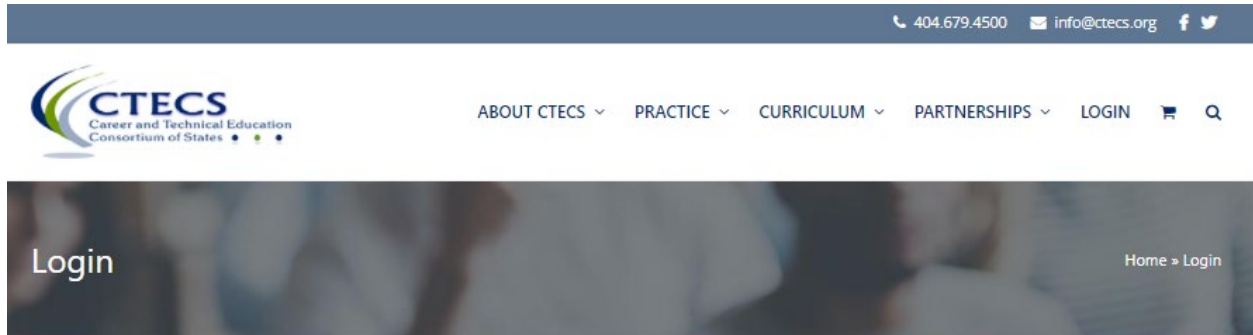 404.679.4500 info@ctecs.org
CTECS
Career and Technical Education
Consortium of States
ABOUT CTECS PRACTICE CURRICULUM PARTNERSHIPS LOGIN
Login
Home » Login